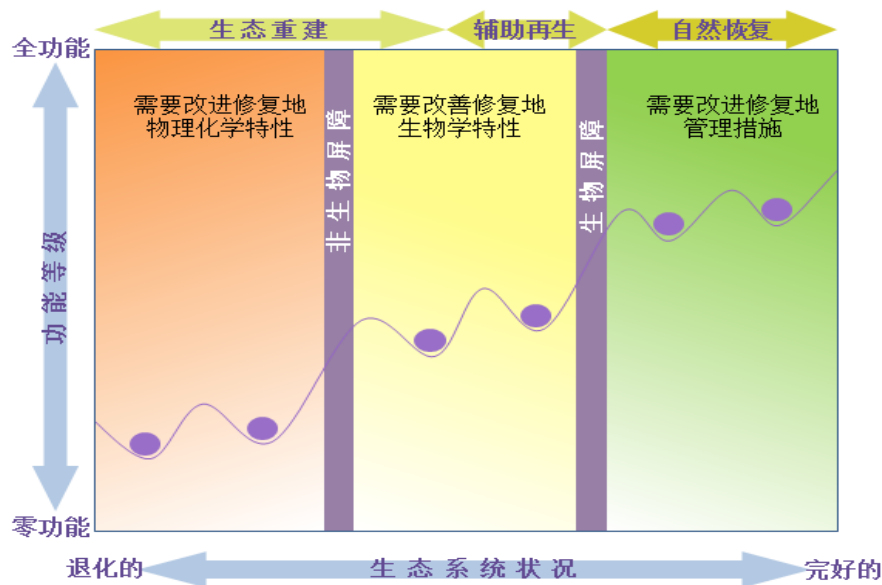 生态重建
辅助再生
自然恢复
全功能
需要改进修复地
物理化学特性
需要改善修复地
生物学特性
需要改进修复地
管理措施
非生物屏障
生物屏障
功能等级
零功能
退化的
生态系统状况
完好的